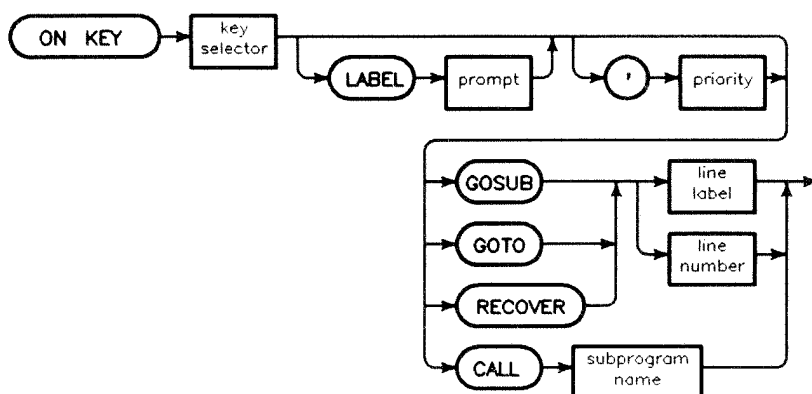 ON KEY
key
selector
LABEL
prompt
,
priority
GOSUB
line
label
GOTO
line
number
RECOVER
CALL
subprogram
name